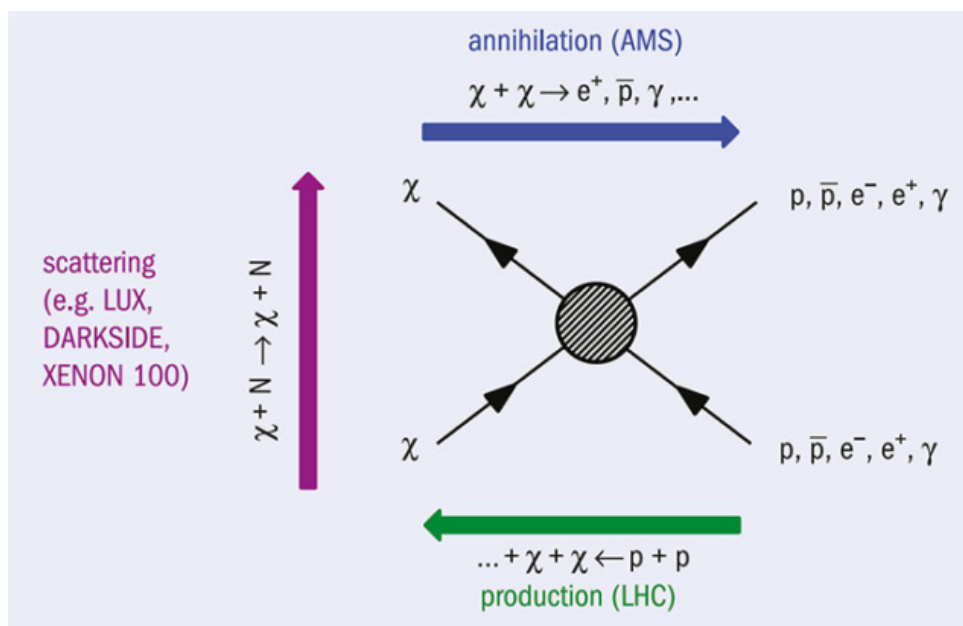 annihilation (AMS)
χ + χ → e⁺, p̅, γ ,...
χ
p, p̅, e⁻, e⁺, γ
scattering
(e.g. LUX,
DARKSIDE,
XENON 100)
χ + N → χ + N
χ
p, p̅, e⁻, e⁺, γ
... + χ + χ ← p + p
production (LHC)